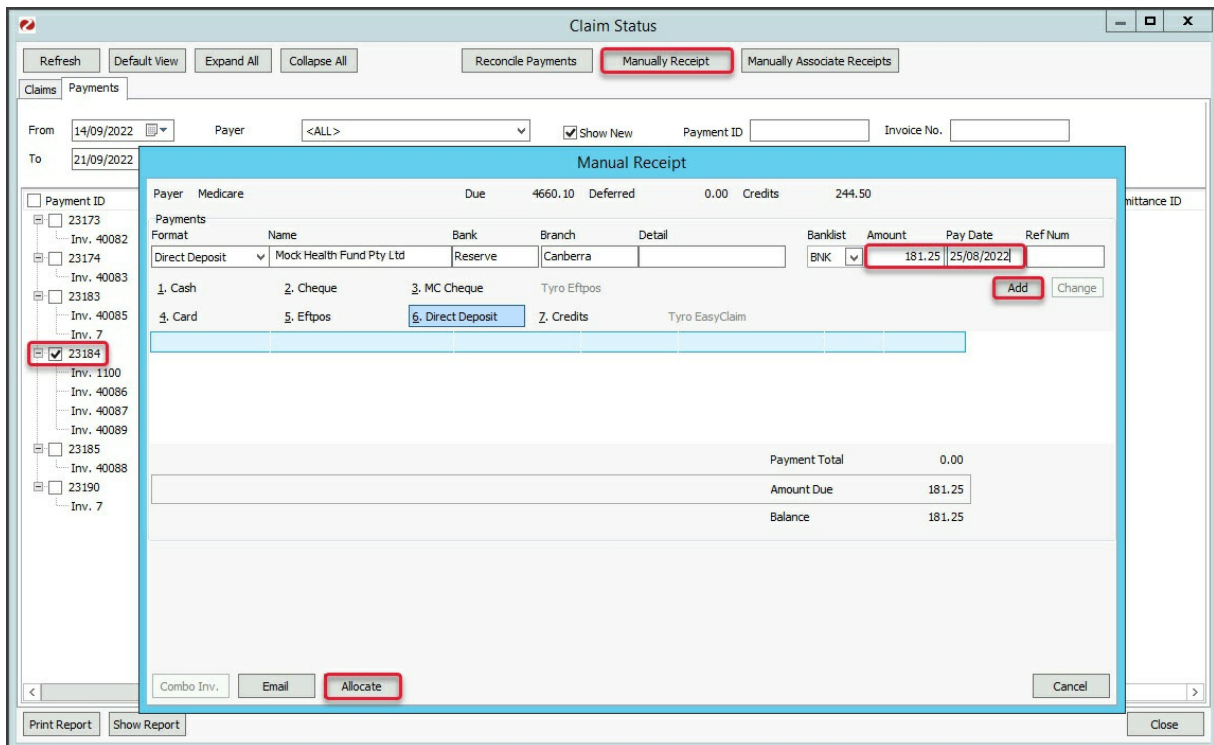 Claim Status
Refresh Default View Expand All Collapse All Reconcile Payments Manually Receipt Manually Associate Receipts
Claims Payments
From 14/09/2022 Payer <ALL> Show New Payment ID Invoice No.
To 21/09/2022
Manual Receipt
Payment ID
mittance ID
23173
Inv. 40082
23174
Inv. 40083
23183
Inv. 40085
Inv. 7
23184
Inv. 1100
Inv. 40086
Inv. 40087
Inv. 40089
23185
Inv. 40088
23190
Inv. 7
Payer Medicare Due 4660.10 Deferred 0.00 Credits 244.50
Payments
Format Name Bank Branch Detail Banklist Amount Pay Date Ref Num
Direct Deposit Mock Health Fund Pty Ltd Reserve Canberra BNK 181.25 25/08/2022
1. Cash 2. Cheque 3. MC Cheque Tyro Eftpos Add Change
4. Card 5. Eftpos 6. Direct Deposit 7. Credits Tyro EasyClaim
Payment Total 0.00
Amount Due 181.25
Balance 181.25
Combo Inv. Email Allocate Cancel
Print Report Show Report Close